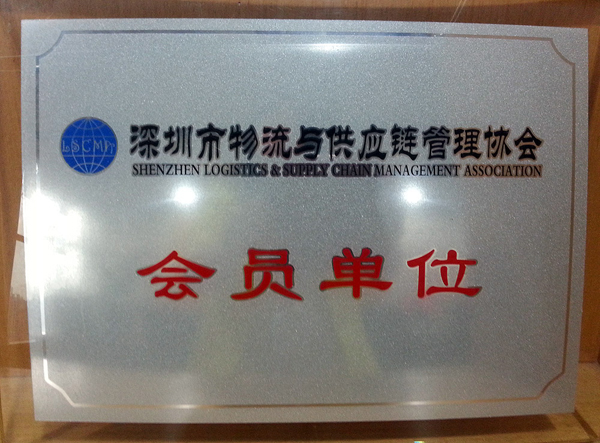 LSCMA
深圳市物流与供应链管理协会
SHENZHEN LOGISTICS & SUPPLY CHAIN MANAGEMENT ASSOCIATION
会员单位